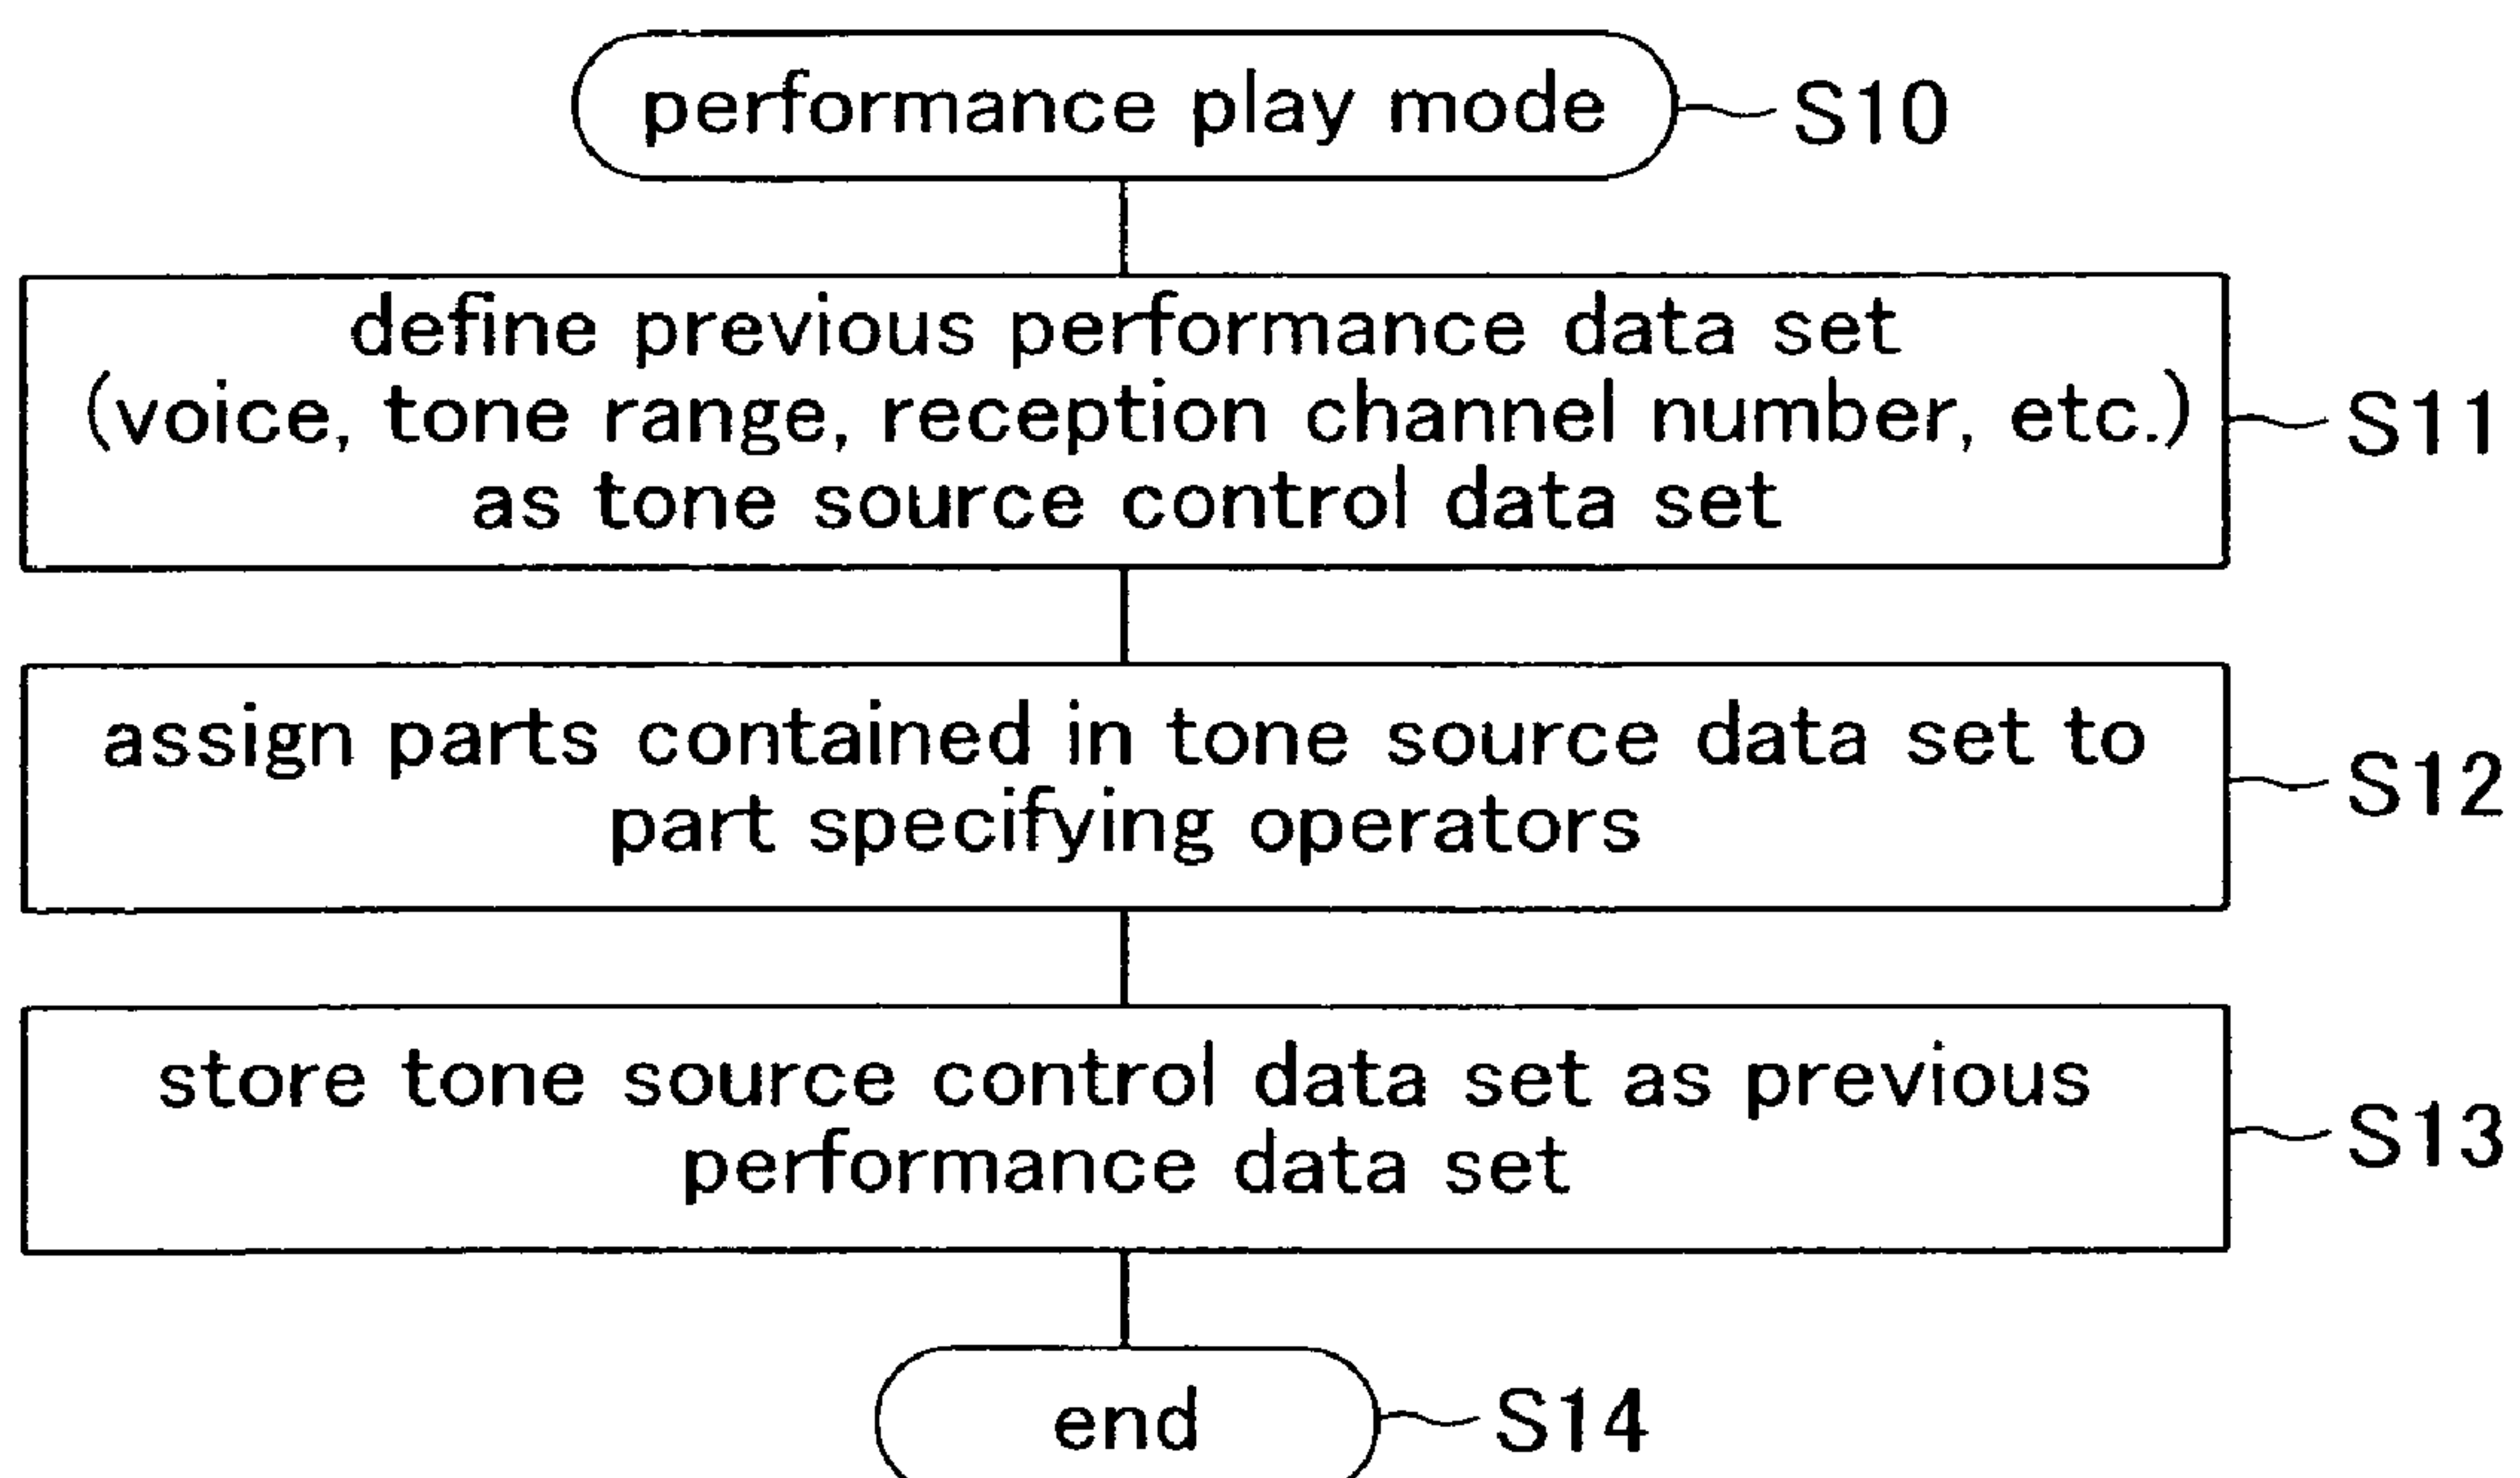 performance play mode
S10
define previous performance data set
(voice, tone range, reception channel number, etc.)
as tone source control data set
S11
assign parts contained in tone source data set to
part specifying operators
S12
store tone source control data set as previous
performance data set
S13
end
S14